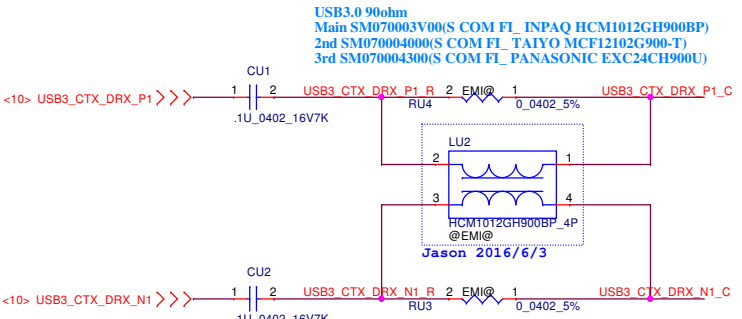 USB3.0 90ohm
Main SM070003V00(S COM FI_ INPAQ HCM1012GH900BP)
2nd SM070004000(S COM FI_ TAIYO MCF12102G900-T)
3rd SM070004300(S COM FI_ PANASONIC EXC24CH900U)
CU1
<10> USB3_CTX_DRX_P1 1 2 USB3_CTX_DRX_P1_R 2 EMI@ 1 USB3_CTX_DRX_P1_C
RU4 0_0402_5%
.1U_0402_16V7K
LU2
2 1
3 4
HCM1012GH900BP_4P
@EMI@
Jason 2016/6/3
CU2
<10> USB3_CTX_DRX_N1 1 2 USB3_CTX_DRX_N1_R 2 EMI@ 1 USB3_CTX_DRX_N1_C
RU3 0_0402_5%
.1U_0402_16V7K